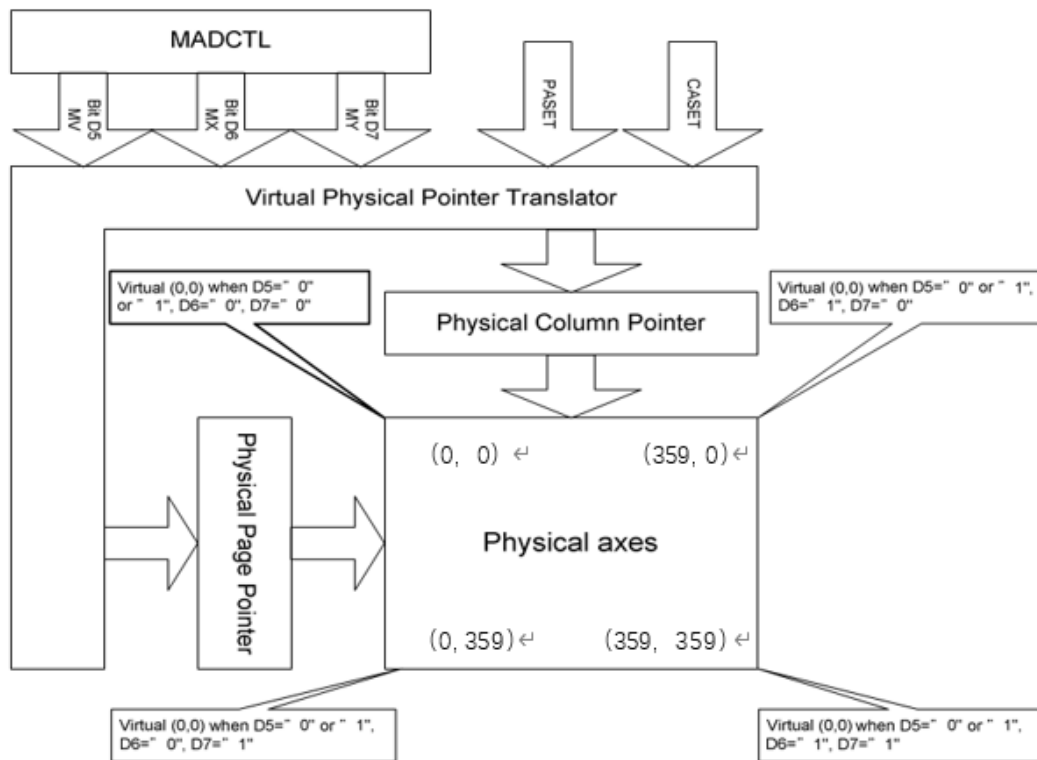 MADCTL
Bit D5
MV
Bit D6
MX
Bit D7
MY
PASET
CASET
Virtual Physical Pointer Translator
Virtual (0,0) when D5=" 0"
or " 1", D6=" 0", D7=" 0"
Virtual (0,0) when D5=" 0" or " 1",
D6=" 1", D7=" 0"
Physical Column Pointer
Physical Page Pointer
(0, 0) ↵
(359, 0)↵
Physical axes
(0, 359)↵
(359, 359)↵
Virtual (0,0) when D5=" 0" or " 1",
D6=" 0", D7=" 1"
Virtual (0,0) when D5=" 0" or " 1",
D6=" 1", D7=" 1"